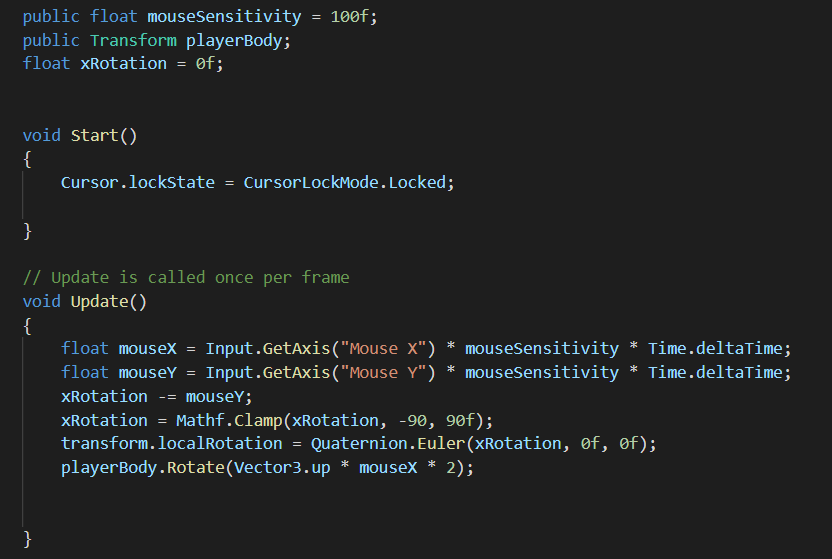 public float mouseSensitivity = 100f;
public Transform playerBody;
float xRotation = 0f;
void Start()
{
Cursor.lockState = CursorLockMode.Locked;
}
// Update is called once per frame
void Update()
{
float mouseX = Input.GetAxis("Mouse X") * mouseSensitivity * Time.deltaTime;
float mouseY = Input.GetAxis("Mouse Y") * mouseSensitivity * Time.deltaTime;
xRotation -= mouseY;
xRotation = Mathf.Clamp(xRotation, -90, 90f);
transform.localRotation = Quaternion.Euler(xRotation, 0f, 0f);
playerBody.Rotate(Vector3.up * mouseX * 2);
}